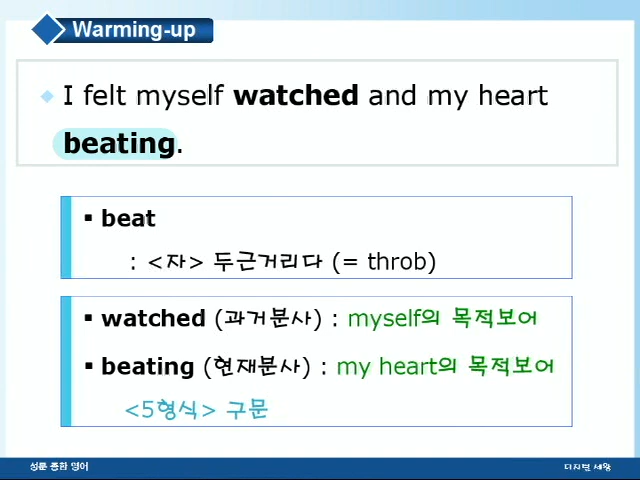 Warming-up
◆ I felt myself watched and my heart
beating.
▪ beat
: <자> 두근거리다 (= throb)
▪ watched (과거분사) : myself의 목적보어
▪ beating (현재분사) : my heart의 목적보어
<5형식> 구문
성문 종합 영어
디지털 세왕